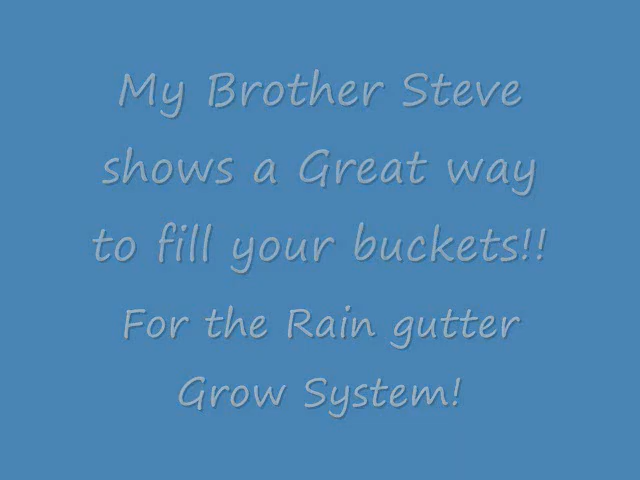 My Brother Steve
shows a Great way
to fill your buckets!!
For the Rain gutter
Grow System!